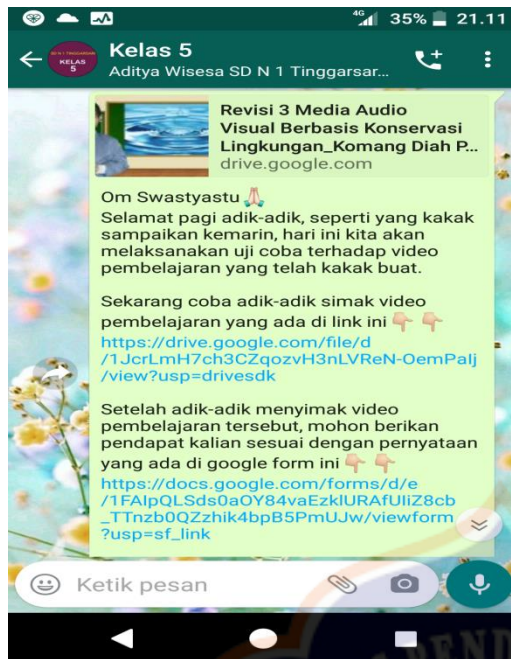 4G 35% 21.11
Kelas 5
Aditya Wisesa SD N 1 Tinggarsar...
KELAS
5
Revisi 3 Media Audio
Visual Berbasis Konservasi
Lingkungan_Komang Diah P...
drive.google.com
Om Swastyastu 🙏🏻
Selamat pagi adik-adik, seperti yang kakak
sampaikan kemarin, hari ini kita akan
melaksanakan uji coba terhadap video
pembelajaran yang telah kakak buat.
Sekarang coba adik-adik simak video
pembelajaran yang ada di link ini 👇🏻 👇🏻
https://drive.google.com/file/d
/1JcrLmH7ch3CZqozvH3nLVReN-OemPaIj
/view?usp=drivesdk
Setelah adik-adik menyimak video
pembelajaran tersebut, mohon berikan
pendapat kalian sesuai dengan pernyataan
yang ada di google form ini 👇🏻 👇🏻
https://docs.google.com/forms/d/e
/1FAIpQLSds0aOY84vaEzklURAfUIiZ8cb
_TTnzb0QZzhik4bpB5PmUJw/viewform
?usp=sf_link
Ketik pesan